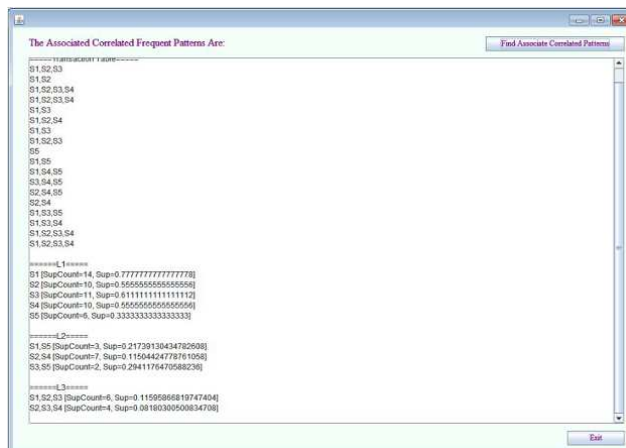 The Associated Correlated Frequent Patterns Are:
Find Associate Correlated Patterns
=====Transaction Table=====
S1,S2,S3
S1,S2
S1,S2,S3,S4
S1,S2,S3,S4
S1,S3
S1,S2,S4
S1,S3
S1,S2,S3
S5
S1,S5
S1,S4,S5
S3,S4,S5
S2,S4,S5
S2,S4
S1,S3,S5
S1,S3,S4
S1,S2,S3,S4
S1,S2,S3,S4
======L1=====
S1 [SupCount=14, Sup=0.7777777777777778]
S2 [SupCount=10, Sup=0.5555555555555556]
S3 [SupCount=11, Sup=0.6111111111111112]
S4 [SupCount=10, Sup=0.5555555555555556]
S5 [SupCount=6, Sup=0.3333333333333333]
======L2=====
S1,S5 [SupCount=3, Sup=0.21739130434782608]
S2,S4 [SupCount=7, Sup=0.11504424778761058]
S3,S5 [SupCount=2, Sup=0.2941176470588236]
======L3=====
S1,S2,S3 [SupCount=6, Sup=0.11595866819747404]
S2,S3,S4 [SupCount=4, Sup=0.08180300500834708]
Exit